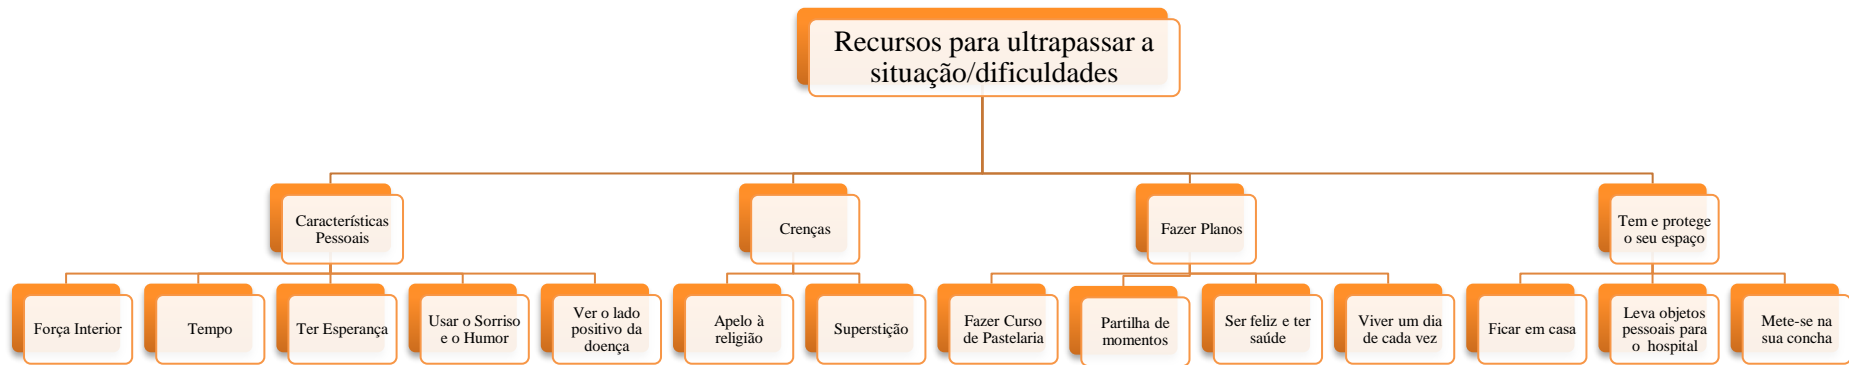 Recursos para ultrapassar a
situação/dificuldades
Características
Pessoais
Crenças
Fazer Planos
Tem e protege
o seu espaço
Força Interior
Tempo
Ter Esperança
Usar o Sorriso
e o Humor
Ver o lado
positivo da
doença
Apelo à
religião
Superstição
Fazer Curso
de Pastelaria
Partilha de
momentos
Ser feliz e ter
saúde
Viver um dia
de cada vez
Ficar em casa
Leva objetos
pessoais para
o hospital
Mete-se na
sua concha